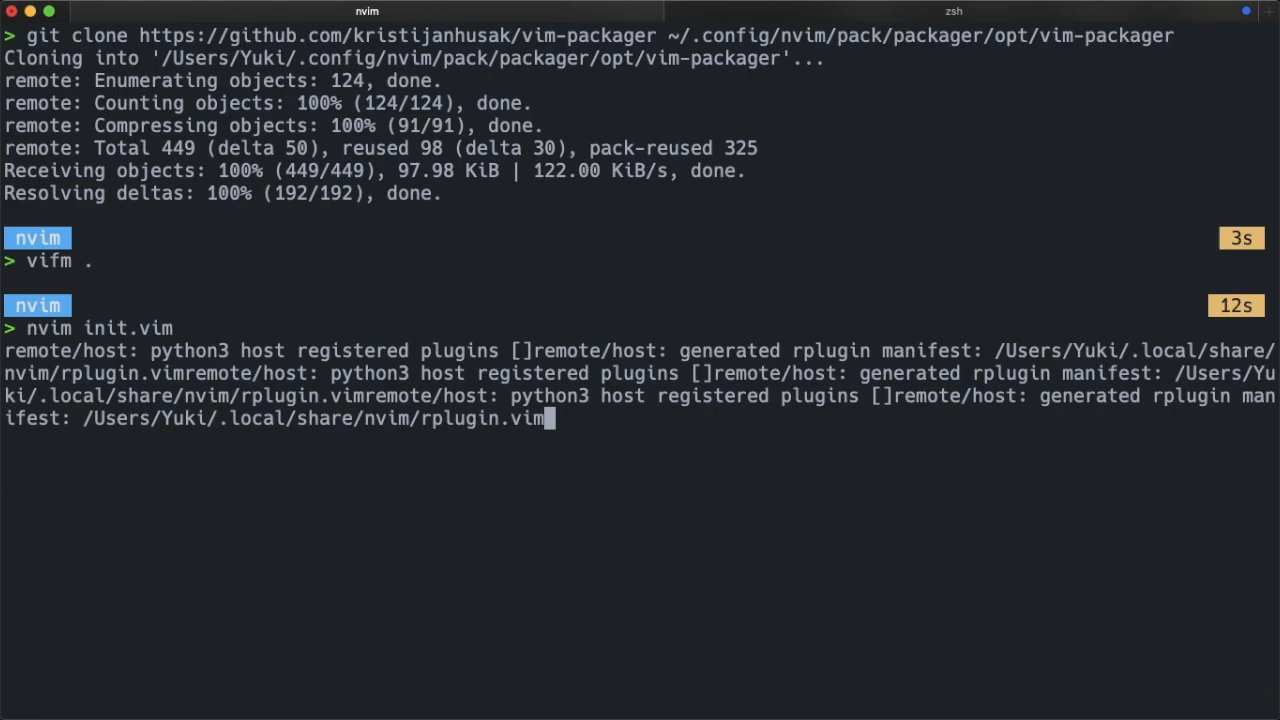 nvim
zsh
> git clone https://github.com/kristijanhusak/vim-packager ~/.config/nvim/pack/packager/opt/vim-packager
Cloning into '/Users/Yuki/.config/nvim/pack/packager/opt/vim-packager'...
remote: Enumerating objects: 124, done.
remote: Counting objects: 100% (124/124), done.
remote: Compressing objects: 100% (91/91), done.
remote: Total 449 (delta 50), reused 98 (delta 30), pack-reused 325
Receiving objects: 100% (449/449), 97.98 KiB | 122.00 KiB/s, done.
Resolving deltas: 100% (192/192), done.
nvim 3s
> vifm .
nvim 12s
> nvim init.vim
remote/host: python3 host registered plugins []remote/host: generated rplugin manifest: /Users/Yuki/.local/share/
nvim/rplugin.vimremote/host: python3 host registered plugins []remote/host: generated rplugin manifest: /Users/Yu
ki/.local/share/nvim/rplugin.vimremote/host: python3 host registered plugins []remote/host: generated rplugin man
ifest: /Users/Yuki/.local/share/nvim/rplugin.vim